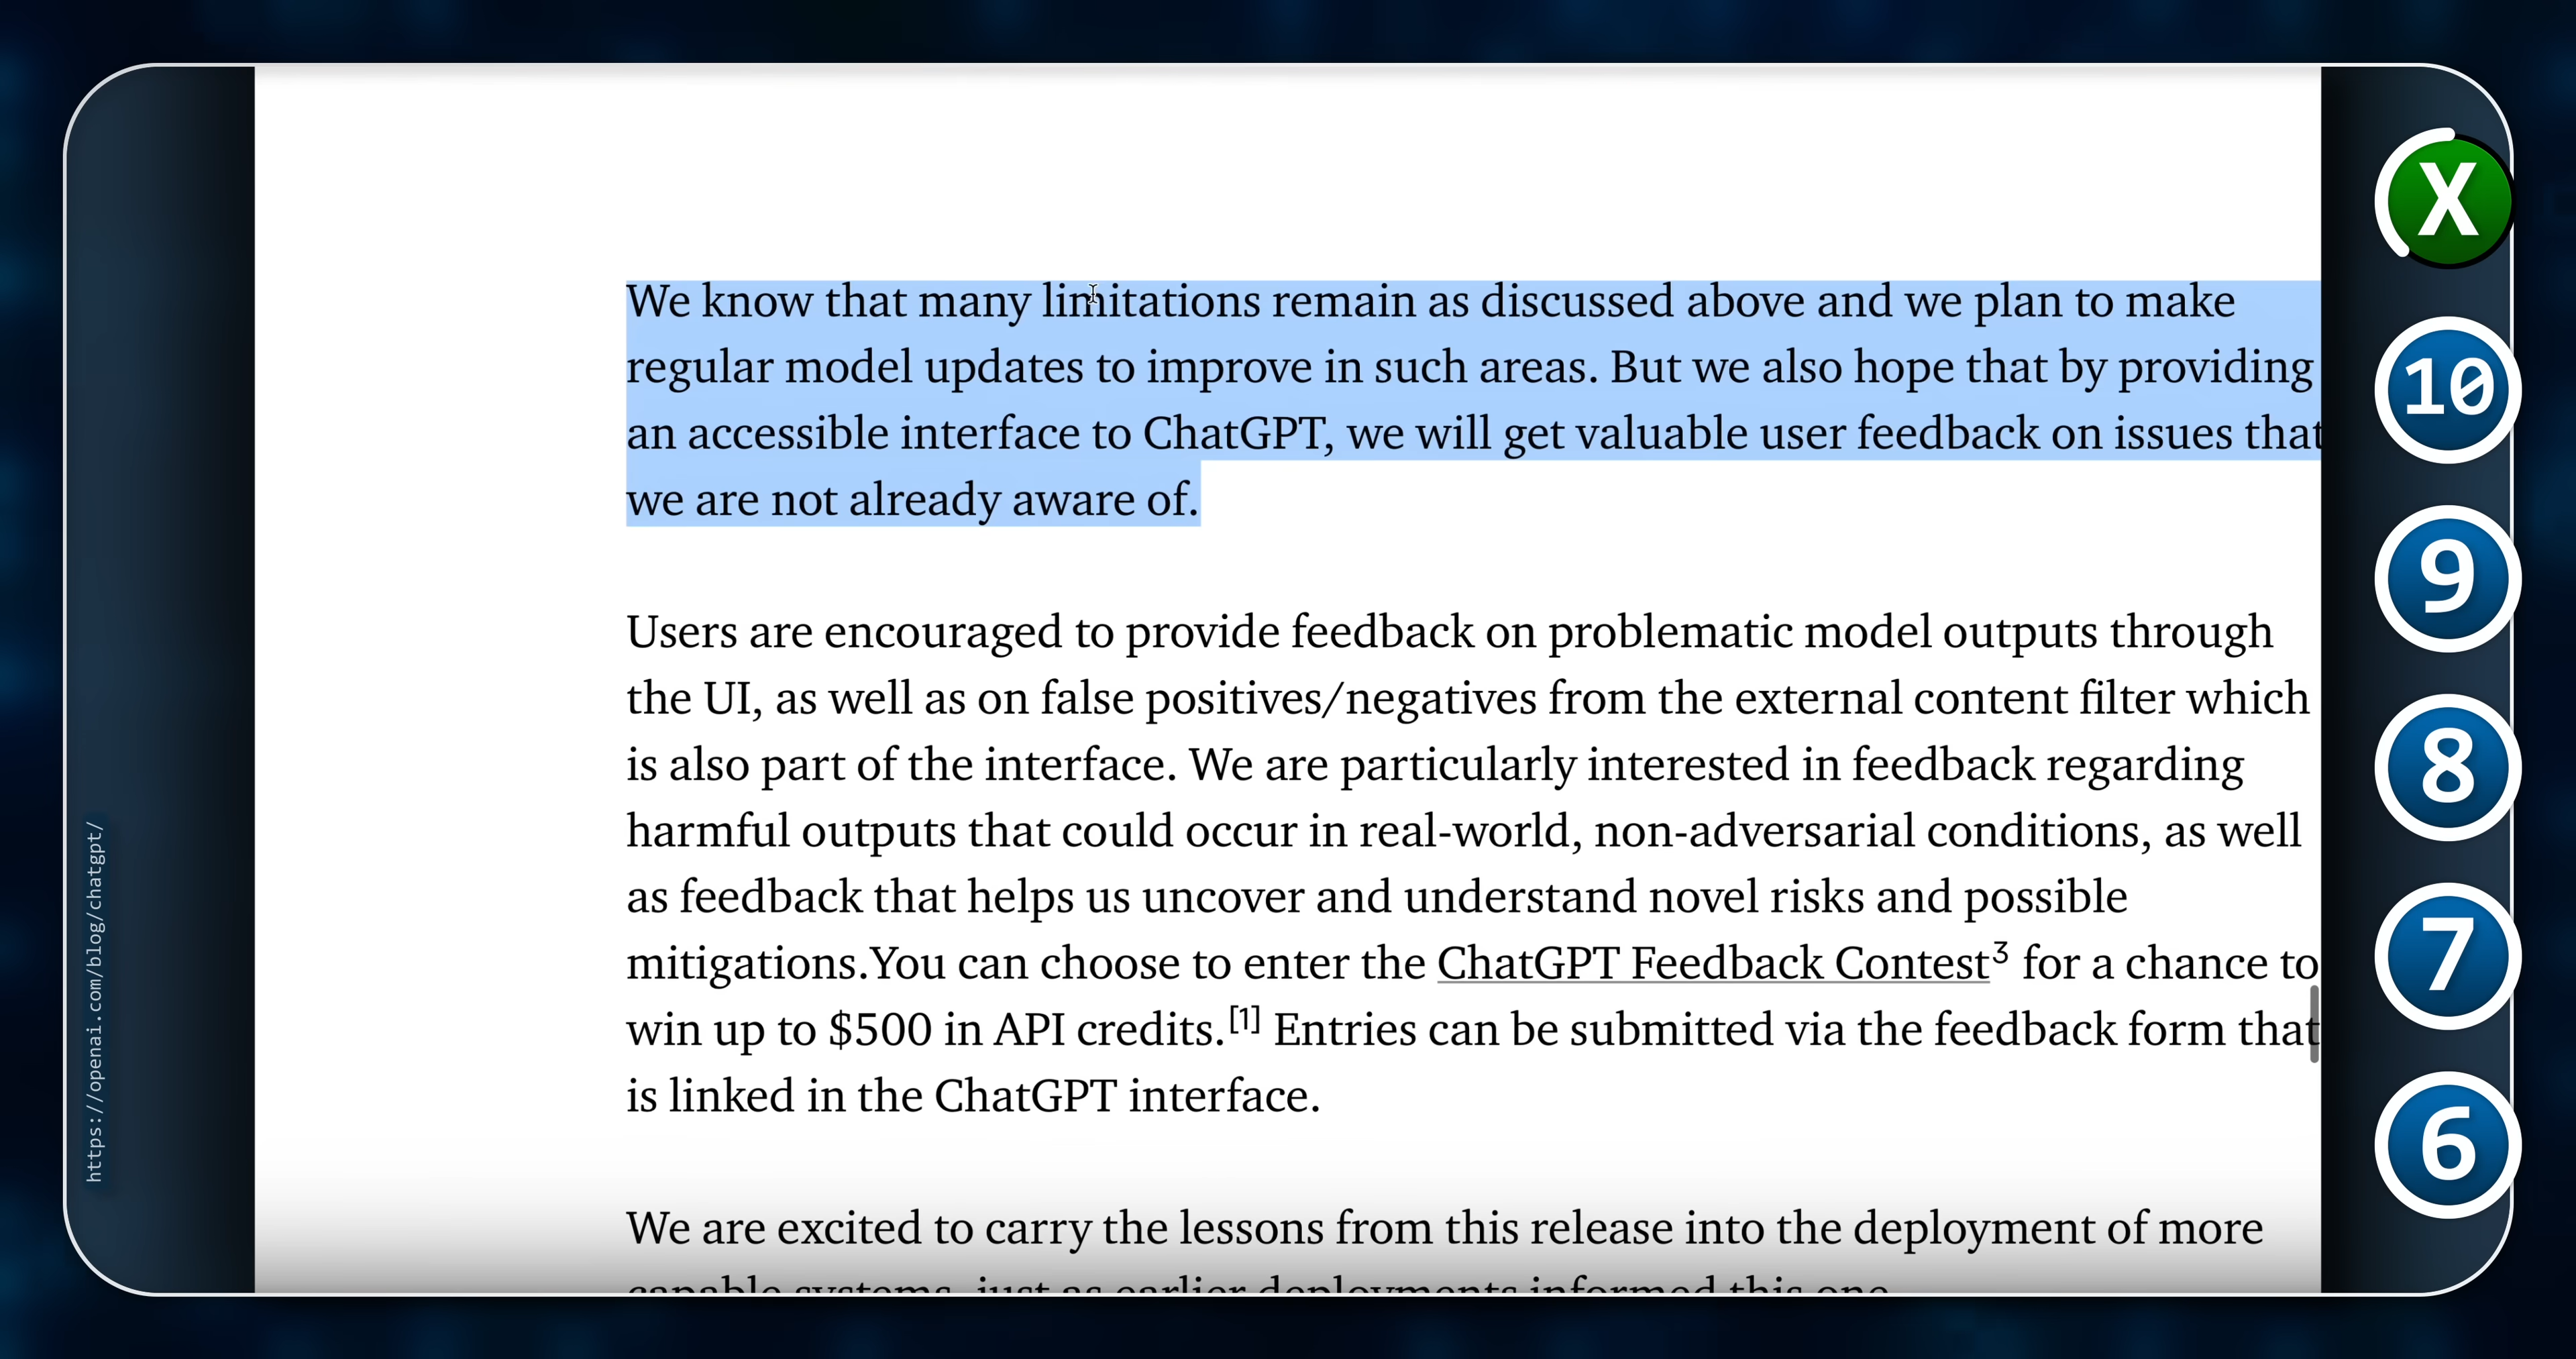 We know that many limitations remain as discussed above and we plan to make
regular model updates to improve in such areas. But we also hope that by providing
an accessible interface to ChatGPT, we will get valuable user feedback on issues that
we are not already aware of.
Users are encouraged to provide feedback on problematic model outputs through
the UI, as well as on false positives/negatives from the external content filter which
is also part of the interface. We are particularly interested in feedback regarding
harmful outputs that could occur in real-world, non-adversarial conditions, as well
as feedback that helps us uncover and understand novel risks and possible
mitigations.You can choose to enter the ChatGPT Feedback Contest³ for a chance to
win up to $500 in API credits.[1] Entries can be submitted via the feedback form that
is linked in the ChatGPT interface.
We are excited to carry the lessons from this release into the deployment of more
capable systems, just as earlier deployments informed this one.
https://openai.com/blog/chatgpt/
X
10
9
8
7
6